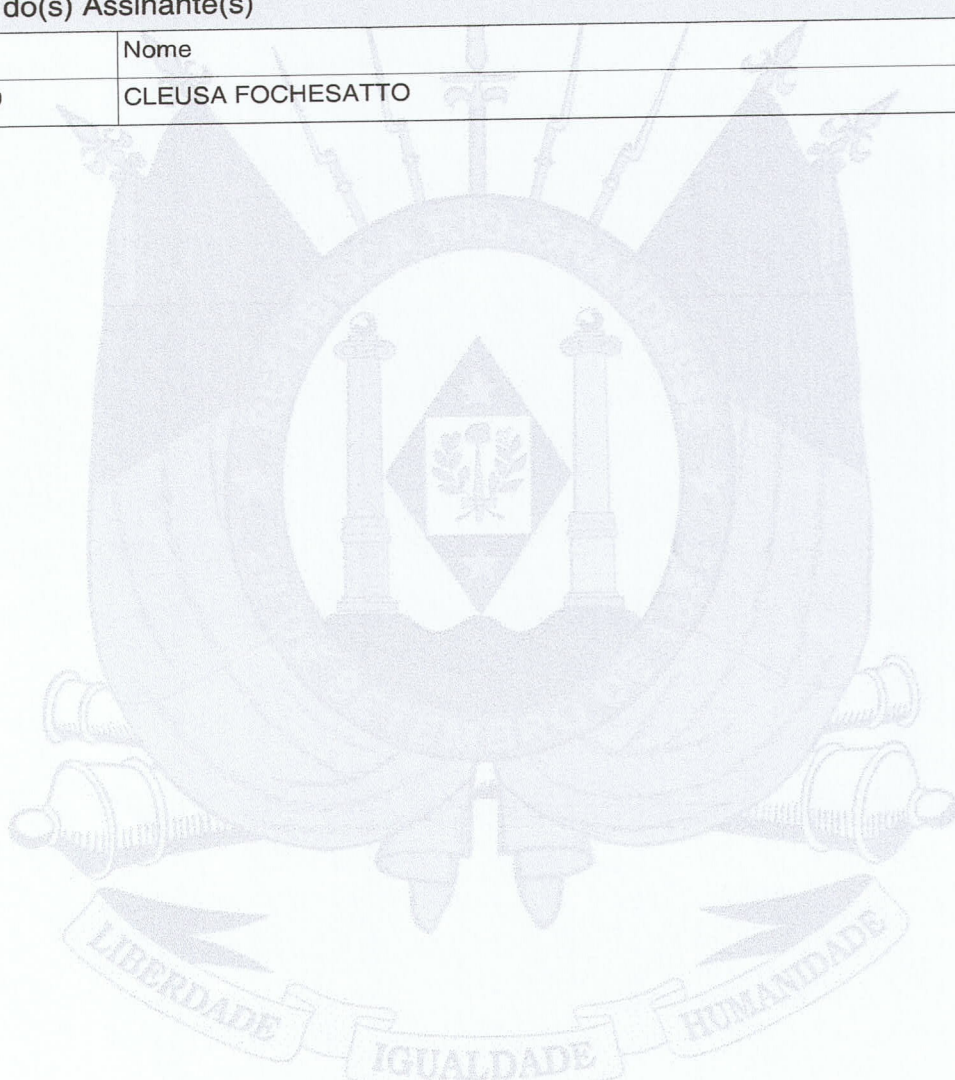 do(s) Assinante(s)
Nome
CLEUSA FOCHESATTO
LIBERDADE
IGUALDADE
HUMANIDADE